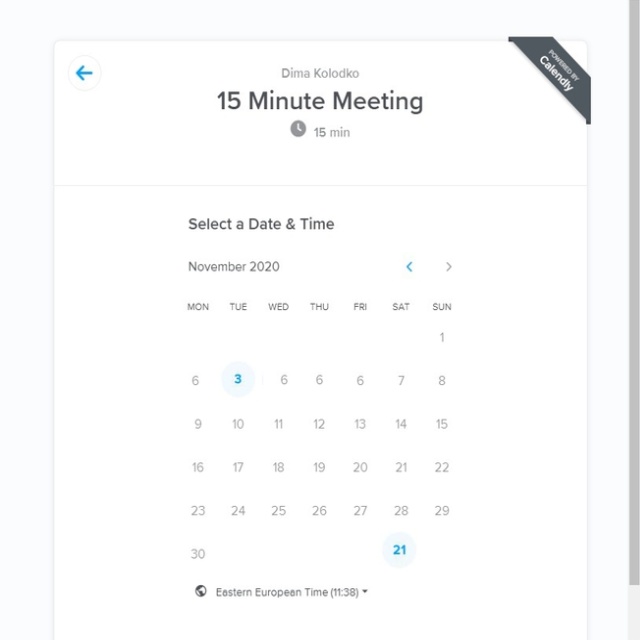 POWERED BY
Calendly
Dima Kolodko
15 Minute Meeting
15 min
Select a Date & Time
November 2020
MON TUE WED THU FRI SAT SUN
1
6 3 6 6 6 7 8
9 10 11 12 13 14 15
16 17 18 19 20 21 22
23 24 25 26 27 28 29
30 21
Eastern European Time (11:38)